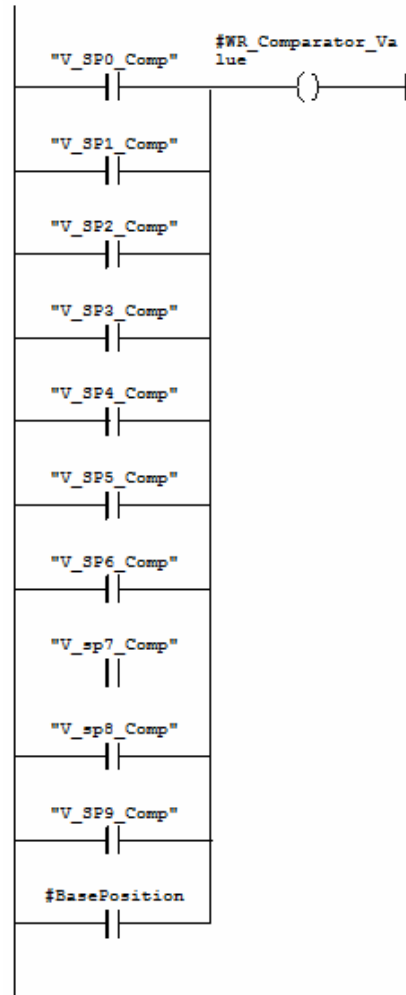 #WR_Comparator_Va
"V_SP0_Comp" lue
"V_SP1_Comp"
"V_SP2_Comp"
"V_SP3_Comp"
"V_SP4_Comp"
"V_SP5_Comp"
"V_SP6_Comp"
"V_sp7_Comp"
"V_sp8_Comp"
"V_SP9_Comp"
#BasePosition